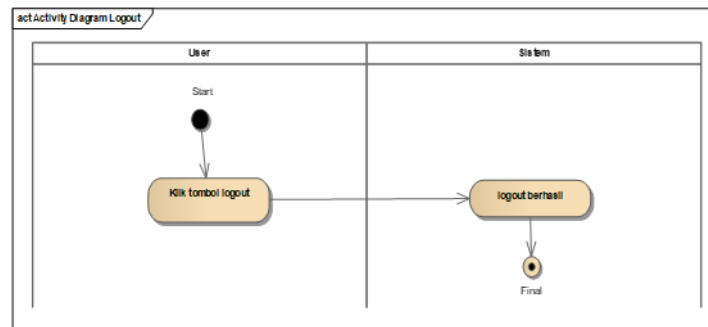 act Activity Diagram Logout
User
Sistem
Start
Klik tombol logout
logout berhasil
Final